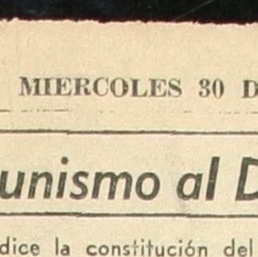 MIERCOLES 30 D
unismo al D
dice la constitución del